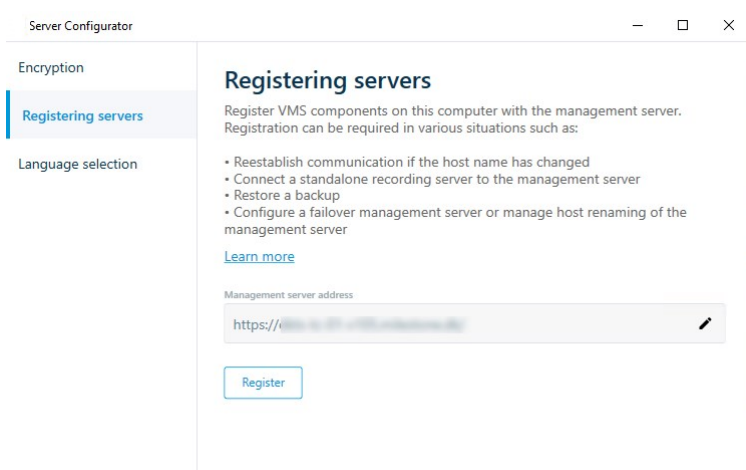 Server Configurator
Encryption
Registering servers
Language selection
Registering servers
Register VMS components on this computer with the management server.
Registration can be required in various situations such as:
• Reestablish communication if the host name has changed
• Connect a standalone recording server to the management server
• Restore a backup
• Configure a failover management server or manage host renaming of the
management server
Learn more
Management server address
https://
Register